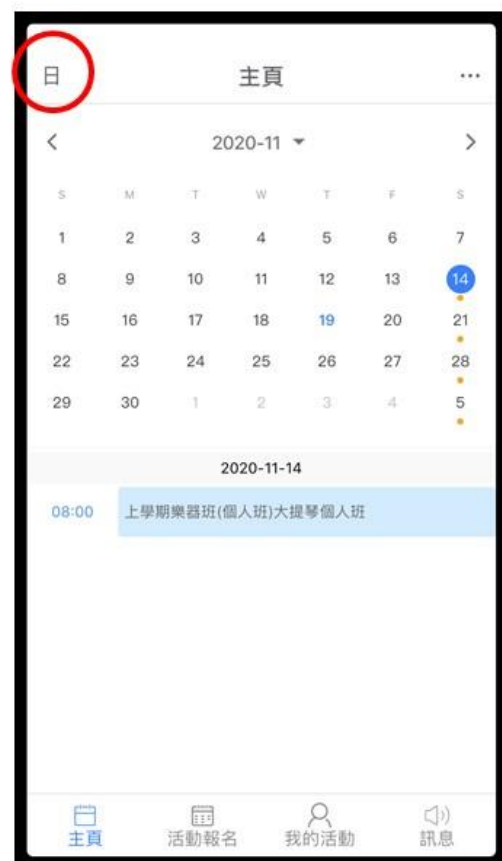 日 主頁 ...
2020-11
S M T W T F S
1 2 3 4 5 6 7
8 9 10 11 12 13 14
15 16 17 18 19 20 21
22 23 24 25 26 27 28
29 30 1 2 3 4 5
2020-11-14
08:00 上學期樂器班(個人班)大提琴個人班
主頁 活動報名 我的活動 訊息